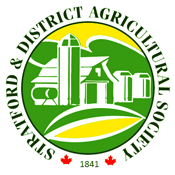 STRATFORD & DISTRICT AGRICULTURAL SOCIETY
1841